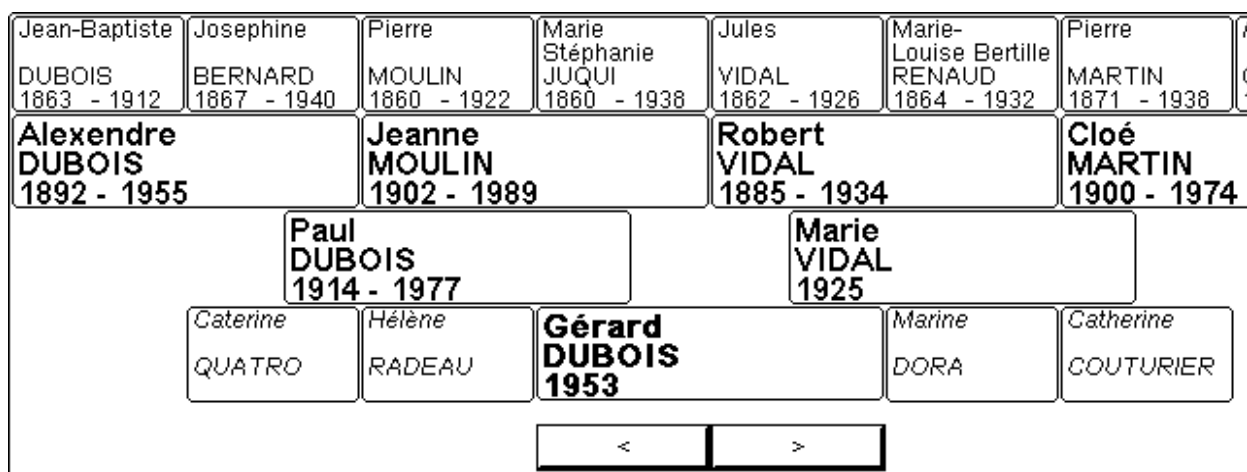 Jean-Baptiste
DUBOIS
1863 - 1912
Josephine
BERNARD
1867 - 1940
Pierre
MOULIN
1860 - 1922
Marie
Stéphanie
JUQUI
1860 - 1938
Jules
VIDAL
1862 - 1926
Marie-
Louise Bertille
RENAUD
1864 - 1932
Pierre
MARTIN
1871 - 1938
Alexendre
DUBOIS
1892 - 1955
Jeanne
MOULIN
1902 - 1989
Robert
VIDAL
1885 - 1934
Cloé
MARTIN
1900 - 1974
Paul
DUBOIS
1914 - 1977
Marie
VIDAL
1925
Caterine
QUATRO
Hélène
RADEAU
Gérard
DUBOIS
1953
Marine
DORA
Catherine
COUTURIER
< >